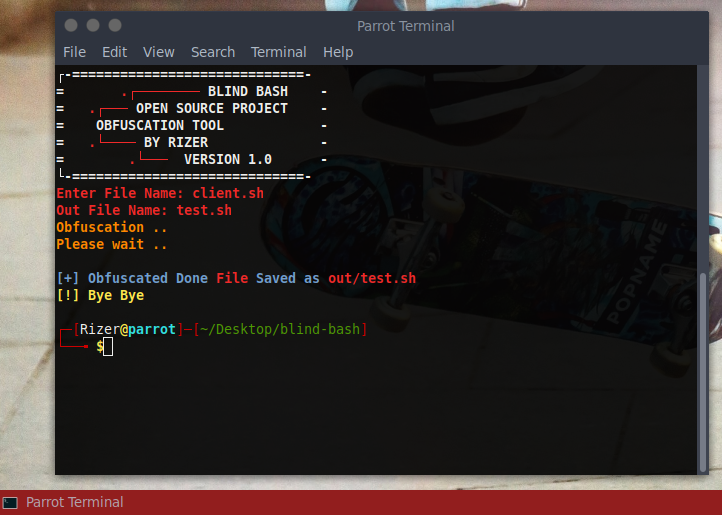 Parrot Terminal
File Edit View Search Terminal Help
┌-=============================-
= .┌──────── BLIND BASH -
= .┌─── OPEN SOURCE PROJECT -
= OBFUSCATION TOOL -
= .└──── BY RIZER -
= .└─── VERSION 1.0 -
└-=============================-
Enter File Name: client.sh
Out File Name: test.sh
Obfuscation ..
Please wait ..
[+] Obfuscated Done File Saved as out/test.sh
[!] Bye Bye
┌─[Rizer@parrot]─[~/Desktop/blind-bash]
└──╼ $
POPNAME
Parrot Terminal